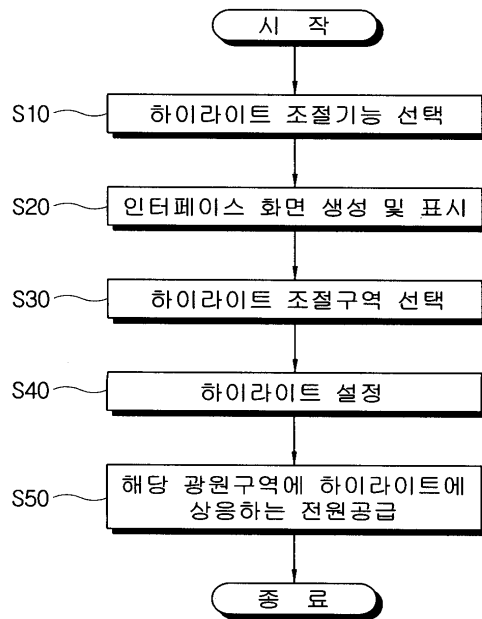 시 작
S10
하이라이트 조절기능 선택
S20
인터페이스 화면 생성 및 표시
S30
하이라이트 조절구역 선택
S40
하이라이트 설정
S50
해당 광원구역에 하이라이트에
상응하는 전원공급
종 료